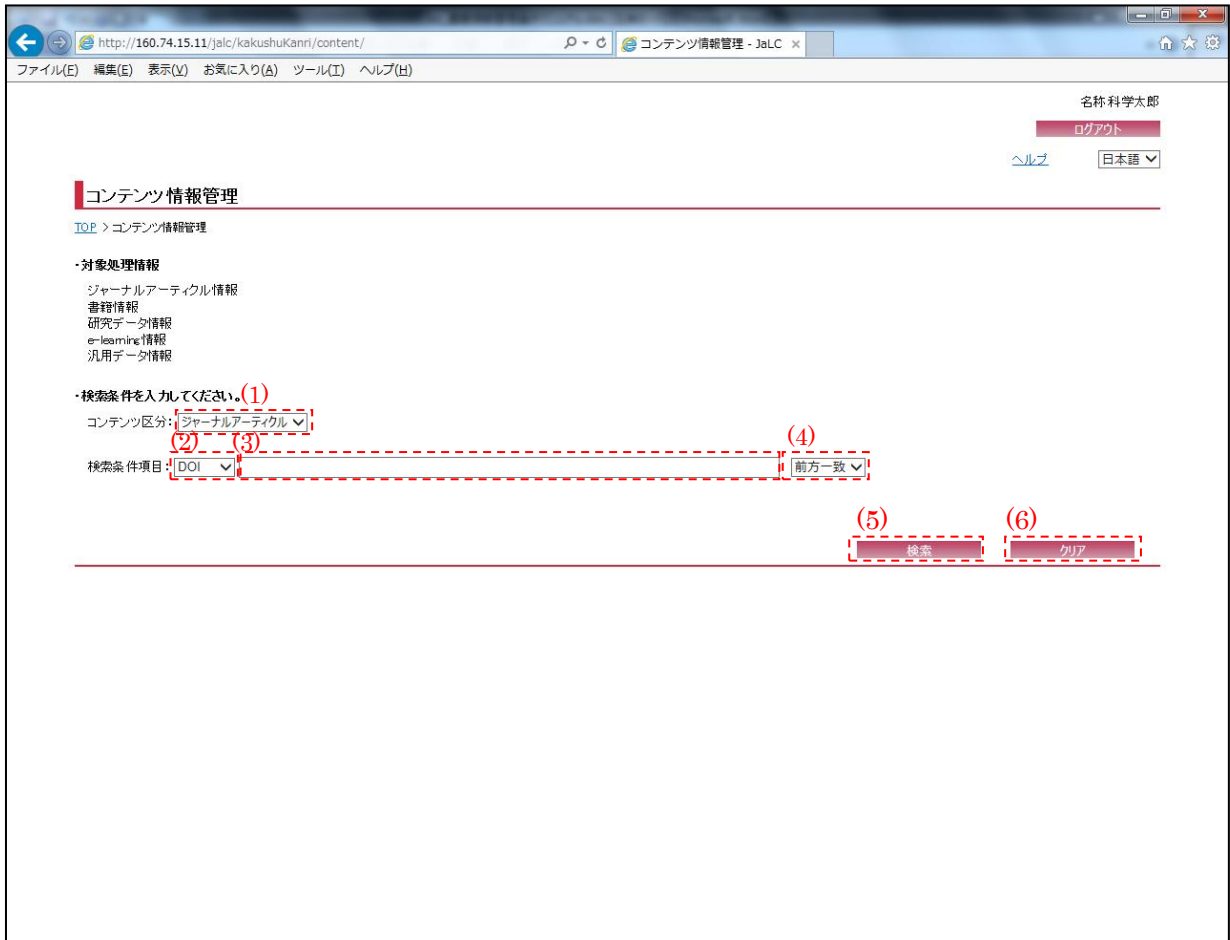 http://160.74.15.11/jalc/kakushuKanri/content/
コンテンツ情報管理 - JaLC ×
ファイル(F) 編集(E) 表示(V) お気に入り(A) ツール(T) ヘルプ(H)
名称 科学太郎
ログアウト
ヘルプ 日本語
コンテンツ情報管理
TOP > コンテンツ情報管理
・対象処理情報
ジャーナルアーティクル情報
書籍情報
研究データ情報
e-learning情報
汎用データ情報
・検索条件を入力してください。(1)
コンテンツ区分: ジャーナルアーティクル
(2) (3) (4)
検索条件項目: DOI 前方一致
(5) (6)
検索 クリア